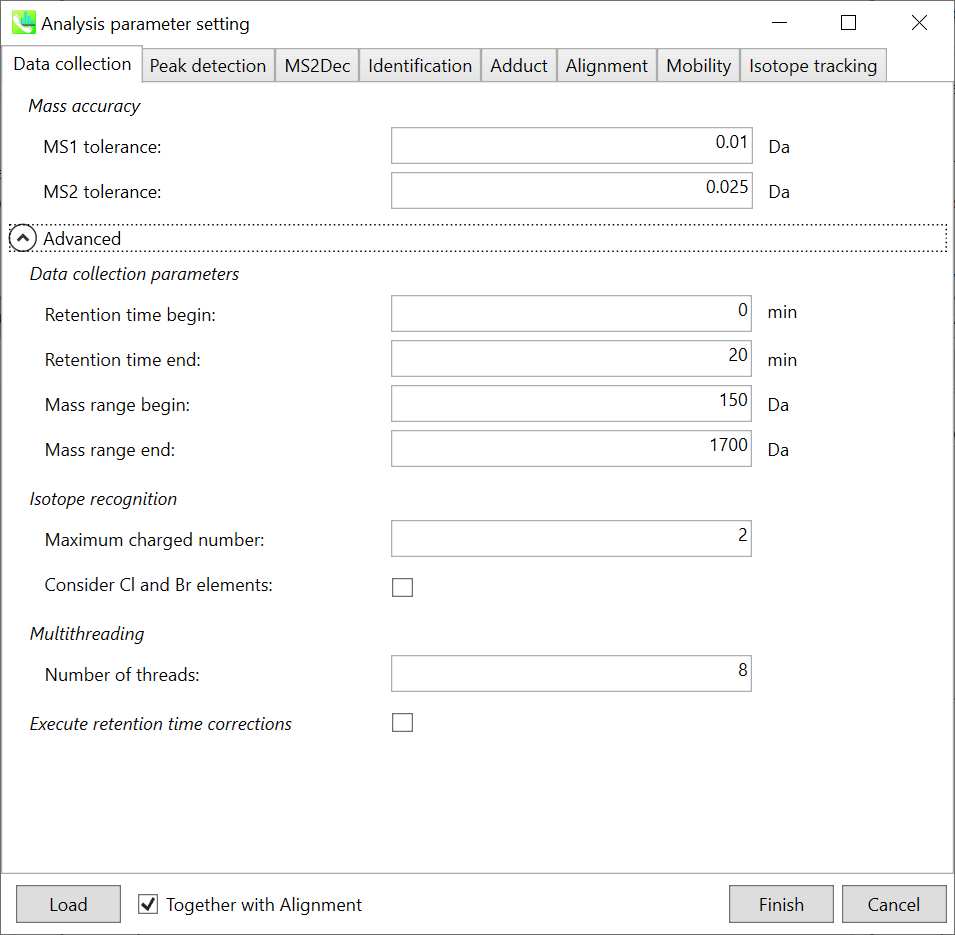 Analysis parameter setting
Data collection Peak detection MS2Dec Identification Adduct Alignment Mobility Isotope tracking
Mass accuracy
MS1 tolerance: 0.01 Da
MS2 tolerance: 0.025 Da
Advanced
Data collection parameters
Retention time begin: 0 min
Retention time end: 20 min
Mass range begin: 150 Da
Mass range end: 1700 Da
Isotope recognition
Maximum charged number: 2
Consider Cl and Br elements:
Multithreading
Number of threads: 8
Execute retention time corrections
Load Together with Alignment Finish Cancel